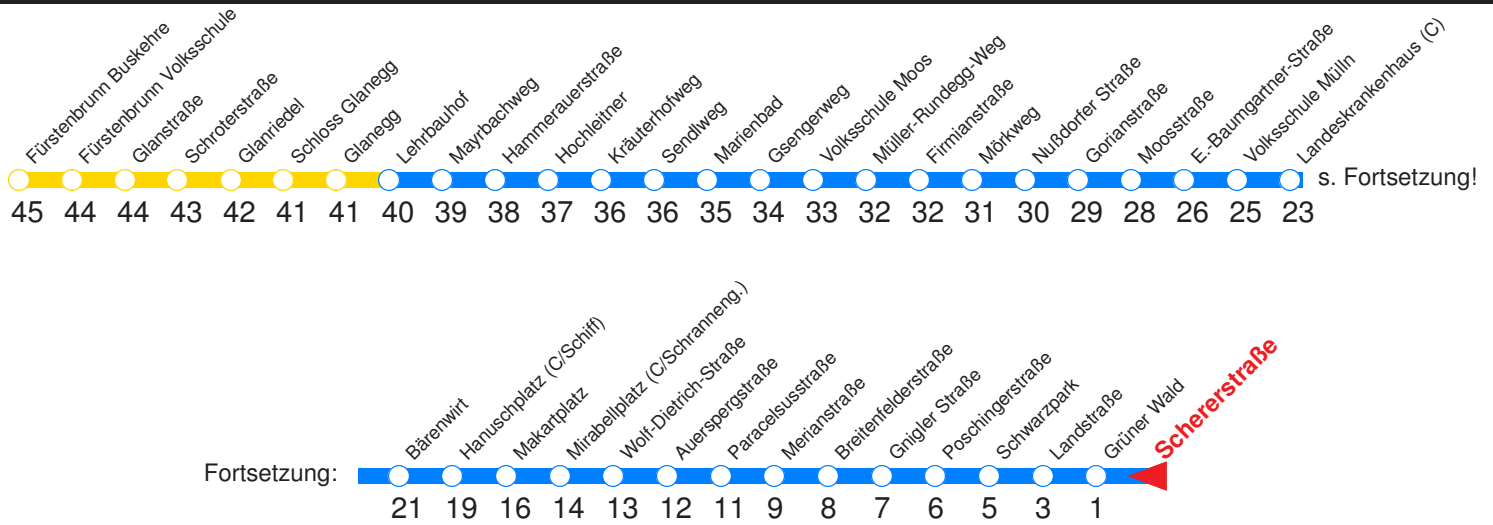 Fürstenbrunn Buskehre
Fürstenbrunn Volksschule
Glanstraße
Schroterstraße
Glanriedel
Schloss Glanegg
Glanegg
Lehrbauhof
Mayrbachweg
Hammerauerstraße
Hochleitner
Kräuterhofweg
Sendlweg
Marienbad
Gsengerweg
Volksschule Moos
Müller-Rundegg-Weg
Firmianstraße
Mörkweg
Nußdorfer Straße
Gorianstraße
Moosstraße
E.-Baumgartner-Straße
Volksschule Mülln
Landeskrankenhaus (C)
s. Fortsetzung!
45 44 44 43 42 41 41 40 39 38 37 36 36 35 34 33 32 32 31 30 29 28 26 25 23
Fortsetzung:
Bärenwirt
Hanuschplatz (C/Schiff)
Makartplatz
Mirabellplatz (C/Schranneng.)
Wolf-Dietrich-Straße
Auerspergstraße
Paracelsusstraße
Merianstraße
Breitenfelderstraße
Gnigler Straße
Poschingerstraße
Schwarzpark
Landstraße
Grüner Wald
Schererstraße
21 19 16 14 13 12 11 9 8 7 6 5 3 1